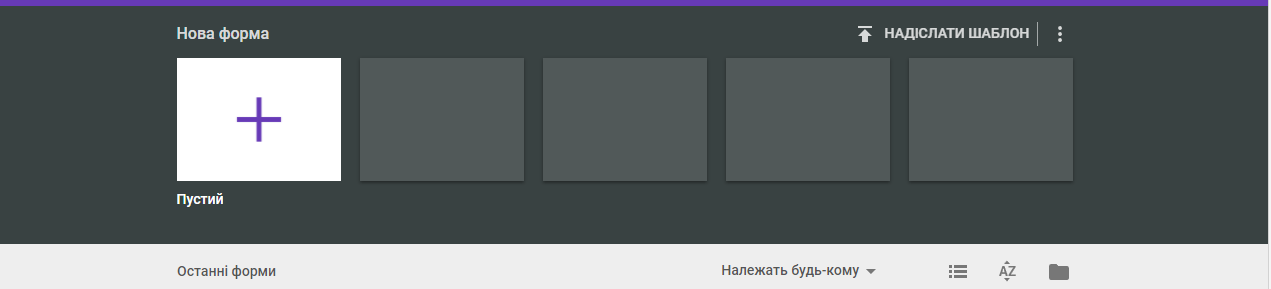 Нова форма
НАДІСЛАТИ ШАБЛОН
Пустий
Останні форми
Належать будь-кому
AZ